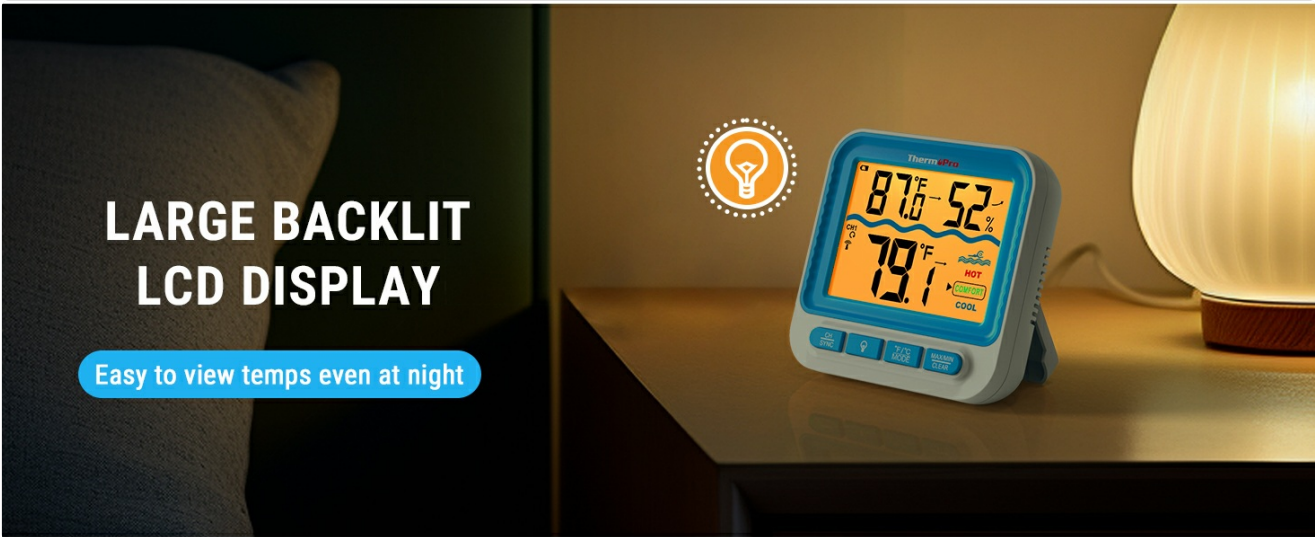 LARGE BACKLIT
LCD DISPLAY
Easy to view temps even at night
ThermoPro
87.0 °F 52 %
CH1
79.1 °F
HOT
COMFORT
COOL
CH
SYNC
°F/°C
MODE
MAX/MIN
CLEAR